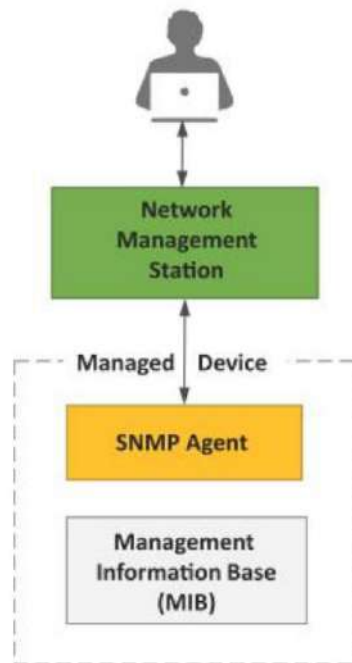 Network
Management
Station
Managed Device
SNMP Agent
Management
Information Base
(MIB)